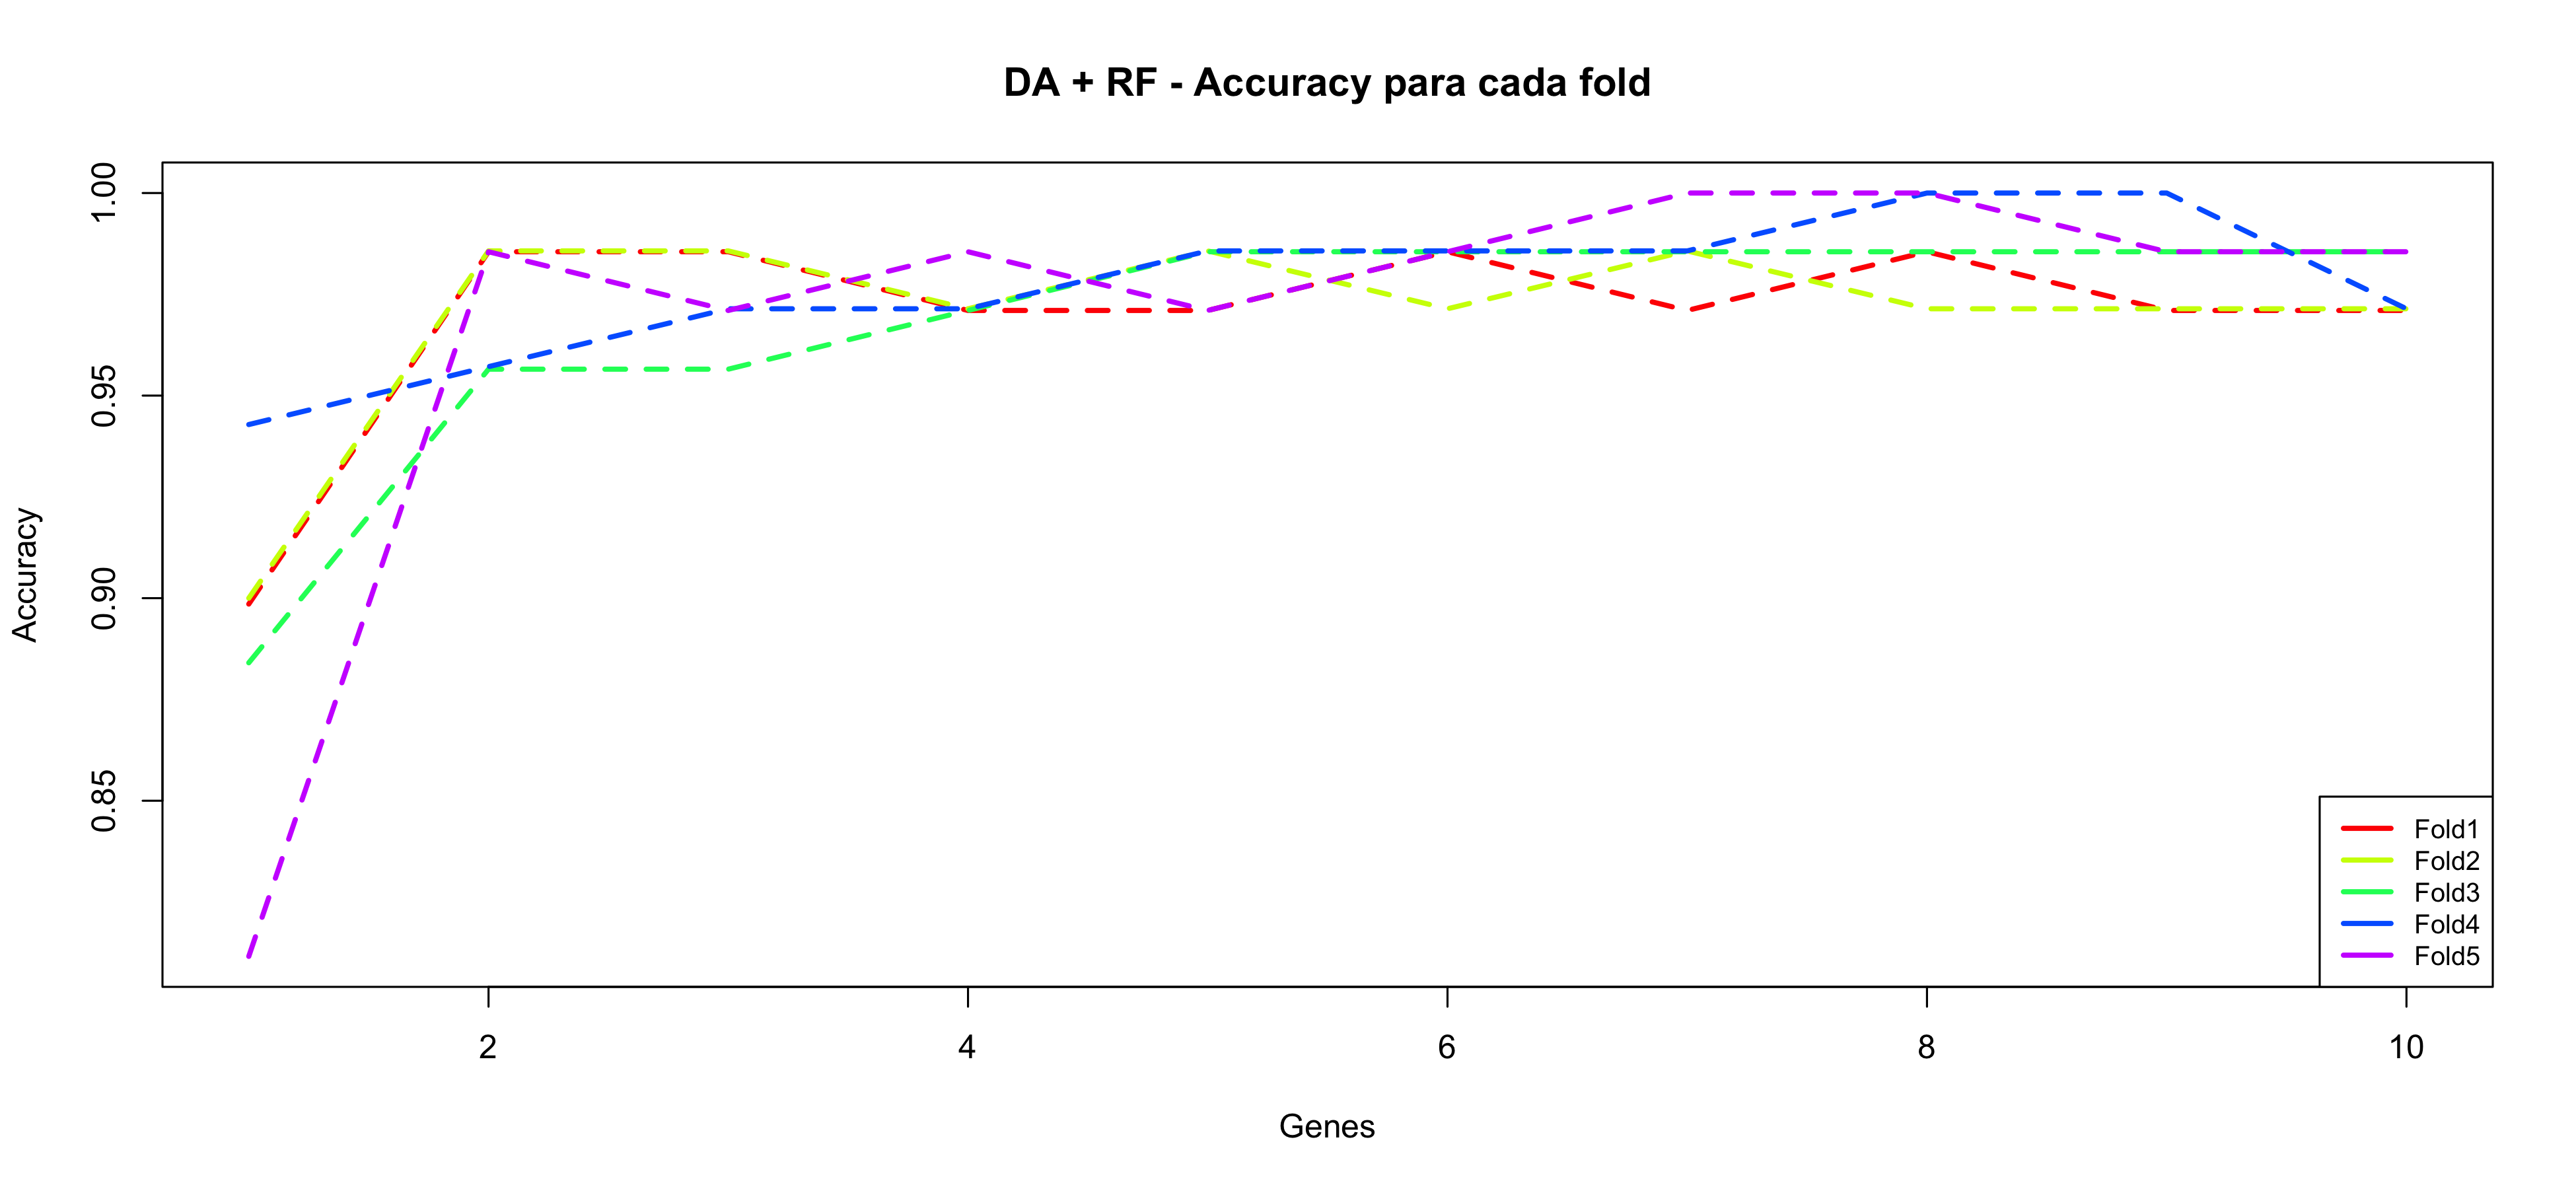 DA + RF - Accuracy para cada fold
Accuracy
1.00
0.95
0.90
0.85
2 4 6 8 10
Genes
Fold1
Fold2
Fold3
Fold4
Fold5